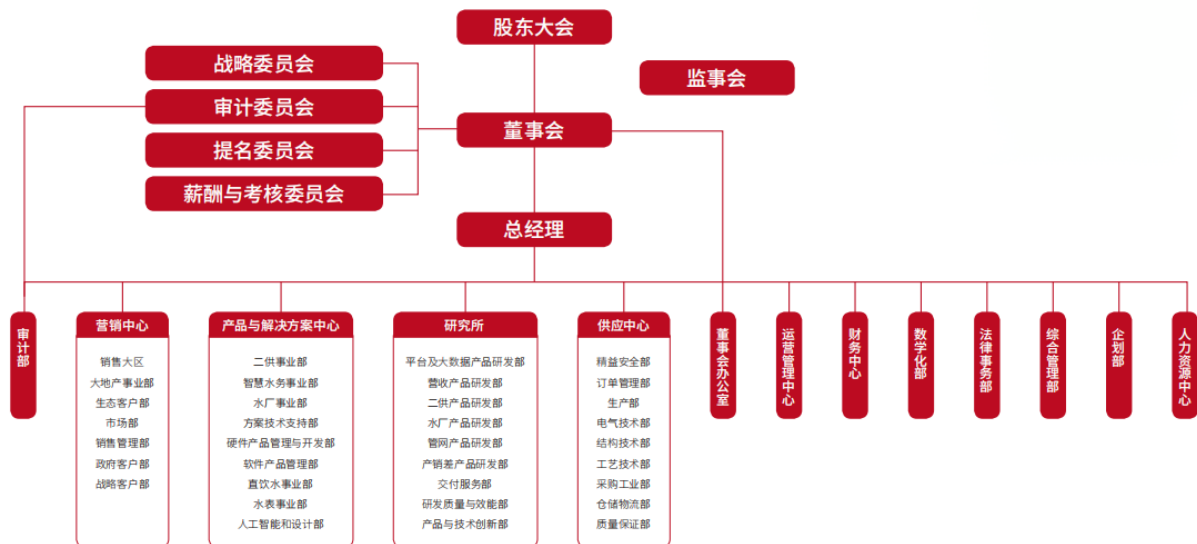 股东大会
战略委员会
监事会
审计委员会
董事会
提名委员会
薪酬与考核委员会
总经理
审计部
营销中心
销售大区
大地产事业部
生态客户部
市场部
销售管理部
政府客户部
战略客户部
产品与解决方案中心
二供事业部
智慧水务事业部
水厂事业部
方案技术支持部
硬件产品管理与开发部
软件产品管理部
直饮水事业部
水表事业部
人工智能和设计部
研究所
平台及大数据产品研发部
营收产品研发部
二供产品研发部
水厂产品研发部
管网产品研发部
产销差产品研发部
交付服务部
研发质量与效能部
产品与技术创新部
供应中心
精益安全部
订单管理部
生产部
电气技术部
结构技术部
工艺技术部
采购工业部
仓储物流部
质量保证部
董事会办公室
运营管理中心
财务中心
数字化部
法律事务部
综合管理部
企划部
人力资源中心